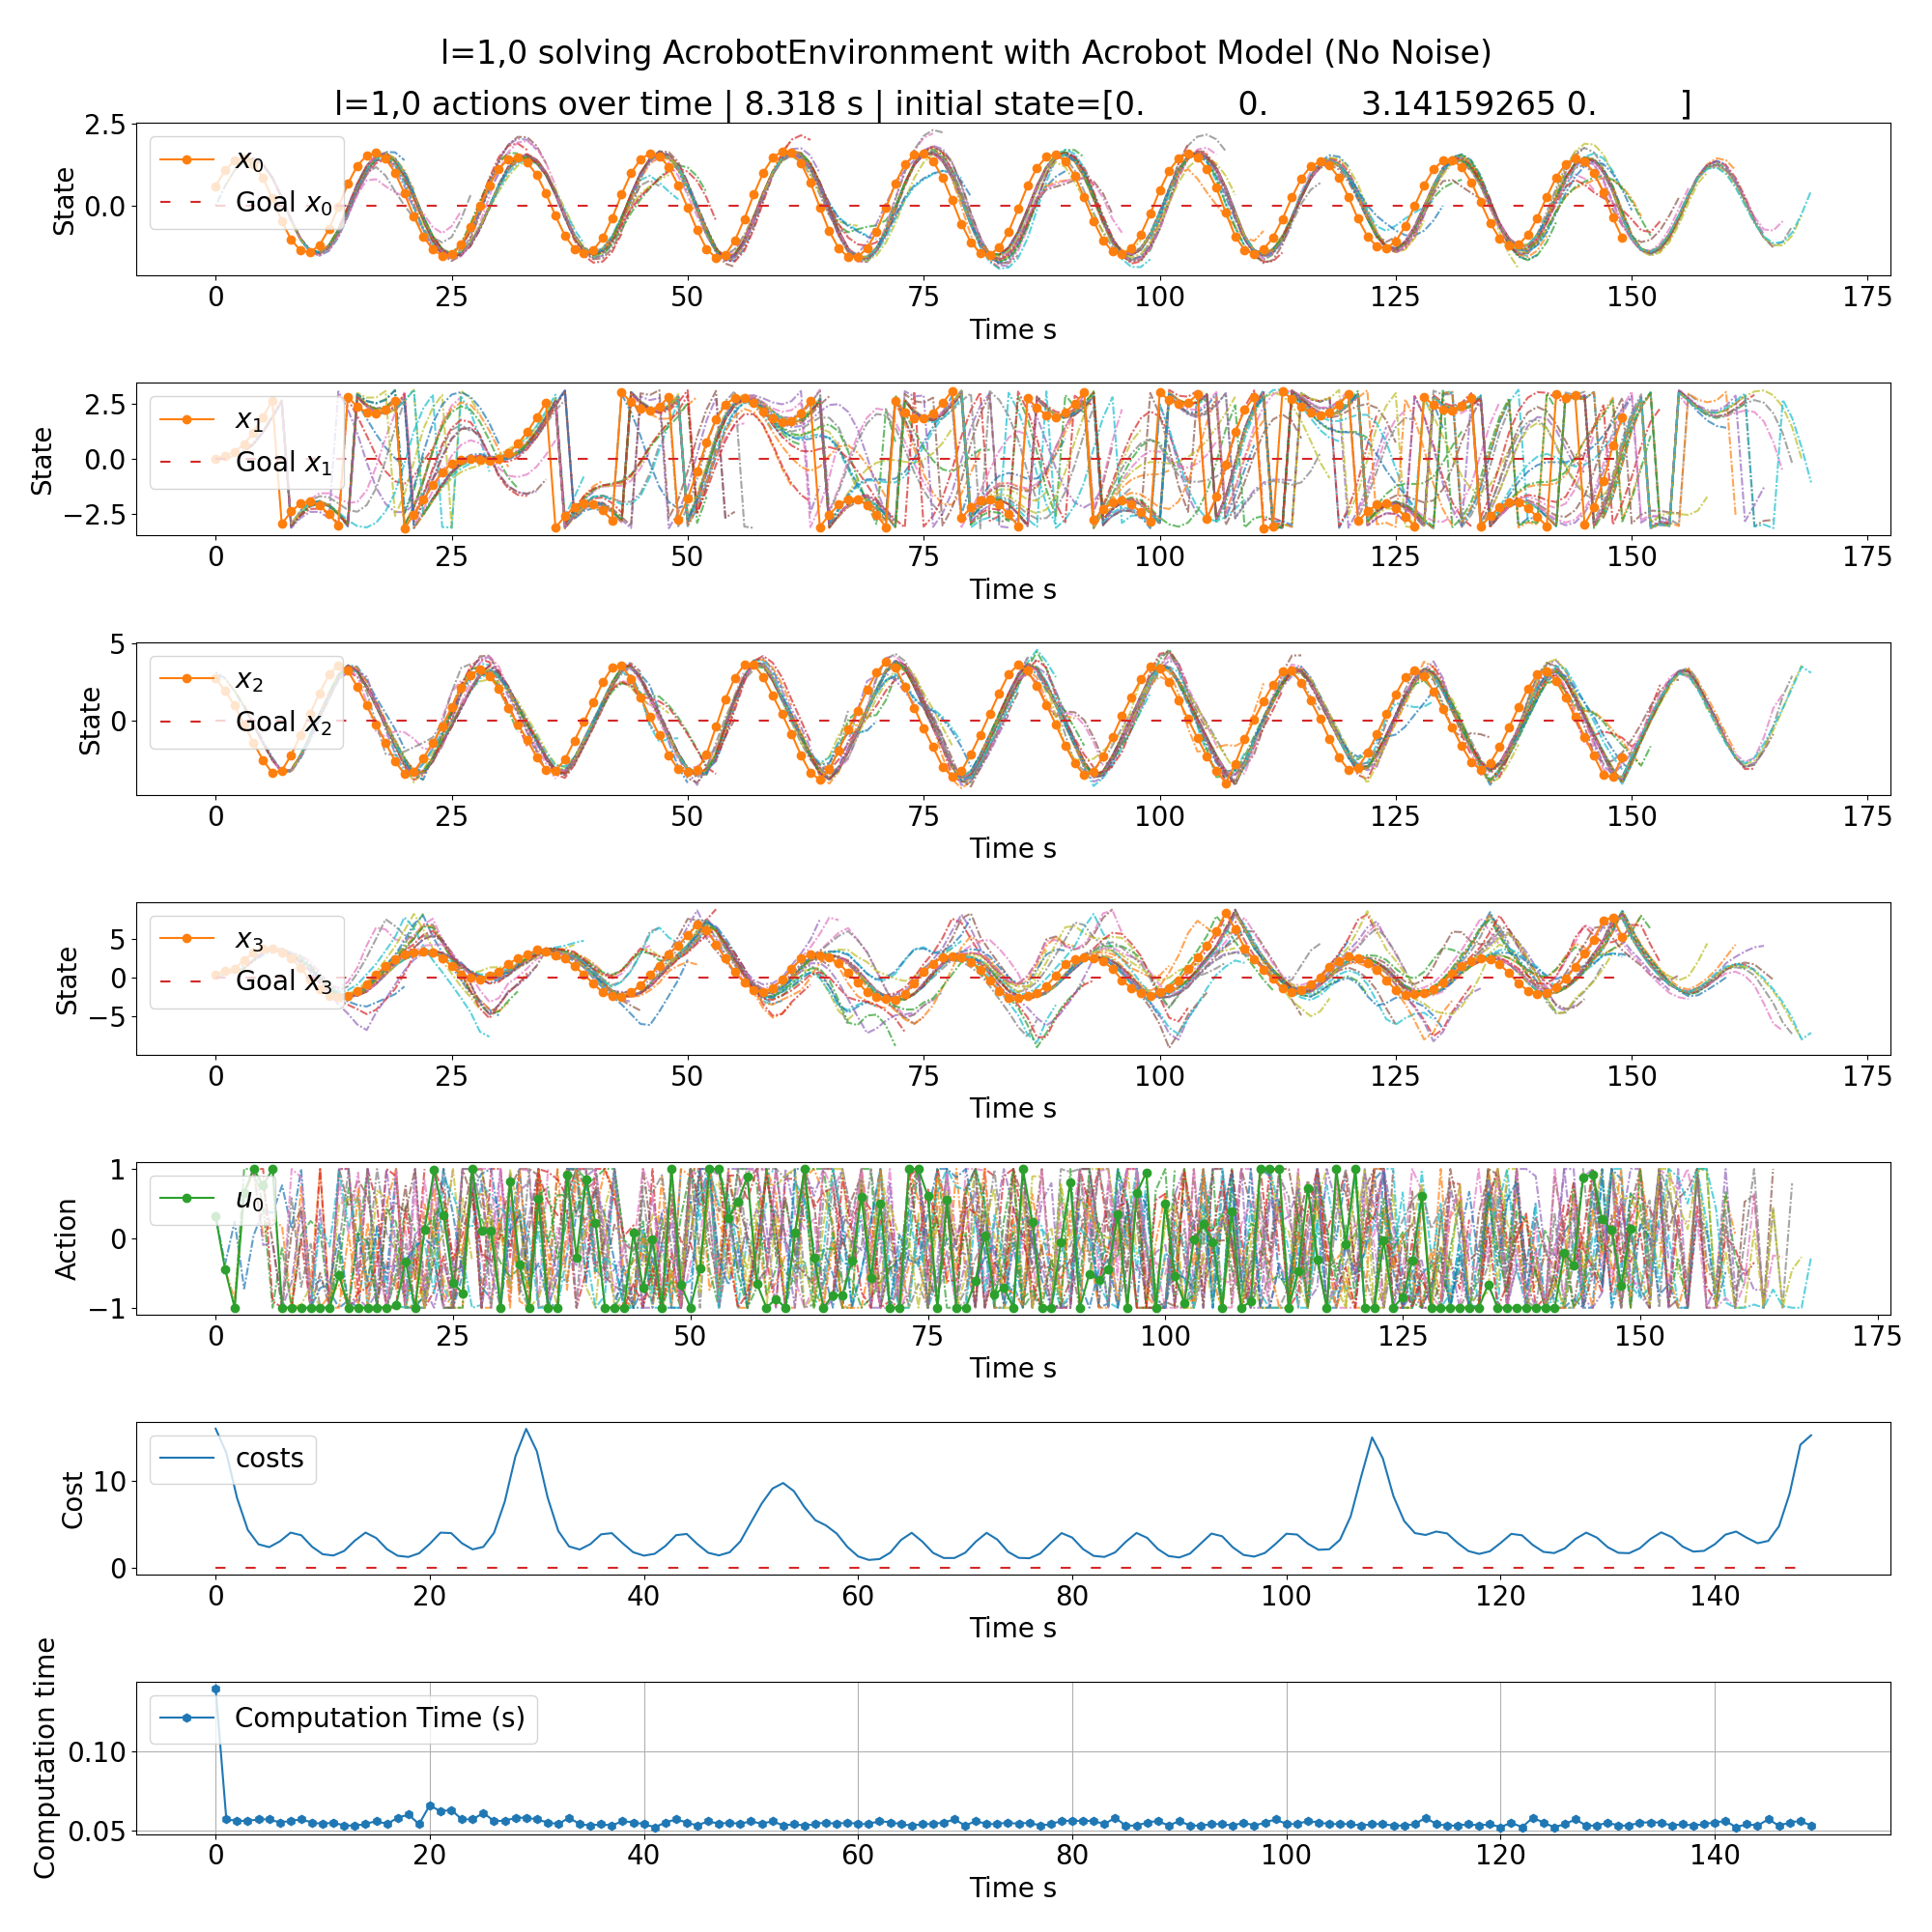 l=1,0 solving AcrobotEnvironment with Acrobot Model (No Noise)
l=1,0 actions over time | 8.318 s | initial state=[0. 0. 3.14159265 0. ]
2.5
0.0
State
x0
Goal x0
0 25 50 75 100 125 150 175
Time s
2.5
0.0
−2.5
State
x1
Goal x1
0 25 50 75 100 125 150 175
Time s
5
0
State
x2
Goal x2
0 25 50 75 100 125 150 175
Time s
5
0
−5
State
x3
Goal x3
0 25 50 75 100 125 150 175
Time s
1
0
−1
Action
u0
0 25 50 75 100 125 150 175
Time s
10
0
Cost
costs
0 20 40 60 80 100 120 140
Time s
0.10
0.05
Computation time
Computation Time (s)
0 20 40 60 80 100 120 140
Time s